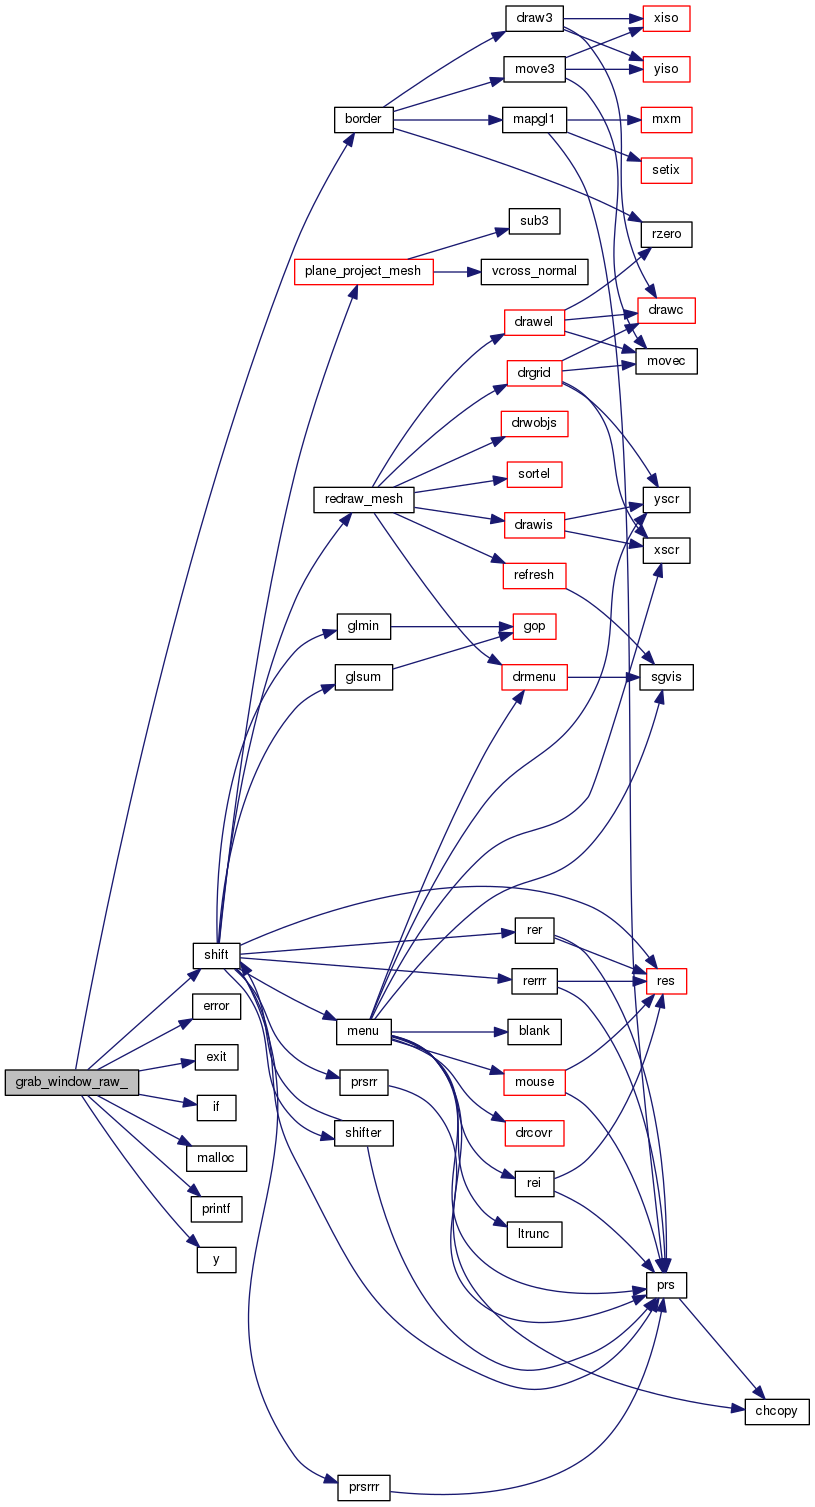 draw3
xiso
move3
yiso
border
mapgl1
mxm
setix
sub3
rzero
plane_project_mesh
vcross_normal
drawel
drawc
movec
drgrid
drwobjs
sortel
redraw_mesh
yscr
drawis
xscr
refresh
glmin
gop
glsum
drmenu
sgvis
shift
rer
rerrr
res
error
menu
blank
exit
grab_window_raw_
prsrr
mouse
if
shifter
drcovr
malloc
rei
printf
ltrunc
y
prs
chcopy
prsrrr